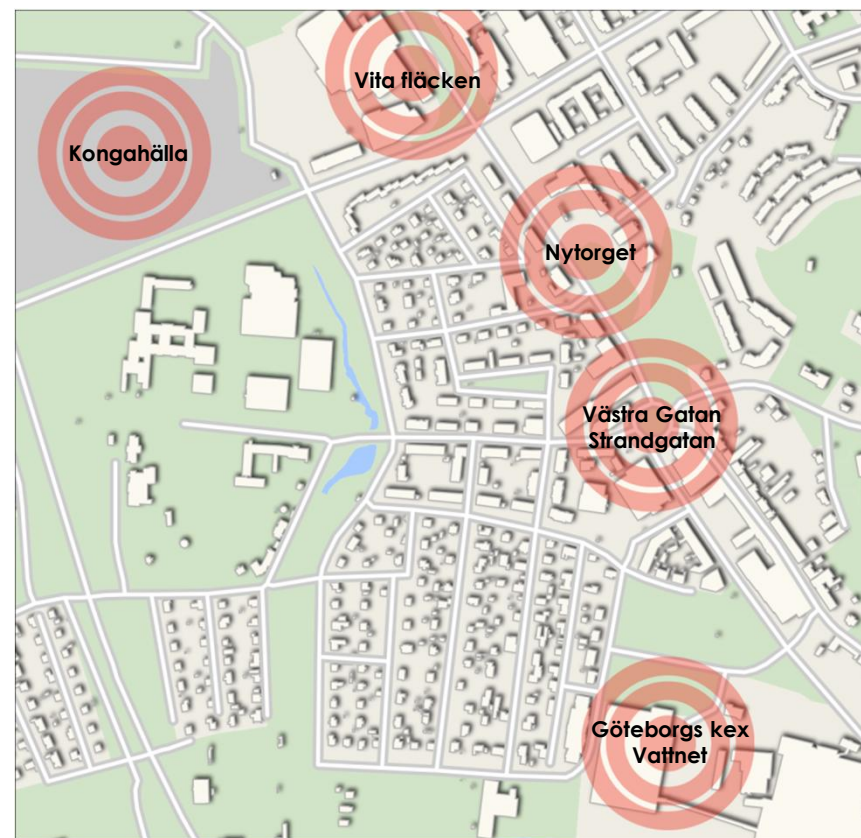 Vita fläcken
Kongahälla
Nytorget
Västra Gatan
Strandgatan
Göteborgs kex
Vattnet